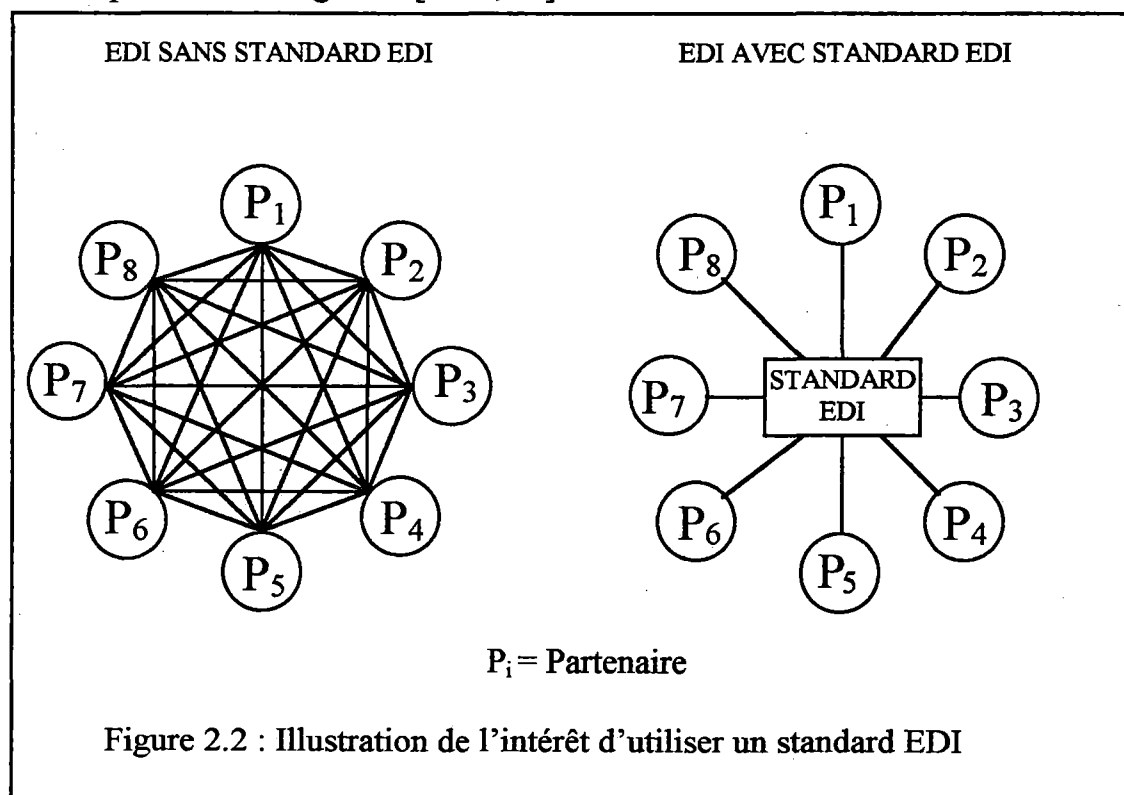 EDI SANS STANDARD EDI
EDI AVEC STANDARD EDI
P1
P2
P3
P4
P5
P6
P7
P8
P1
P2
P3
P4
P5
P6
P7
P8
STANDARD
EDI
Pi = Partenaire
Figure 2.2 : Illustration de l'intérêt d'utiliser un standard EDI